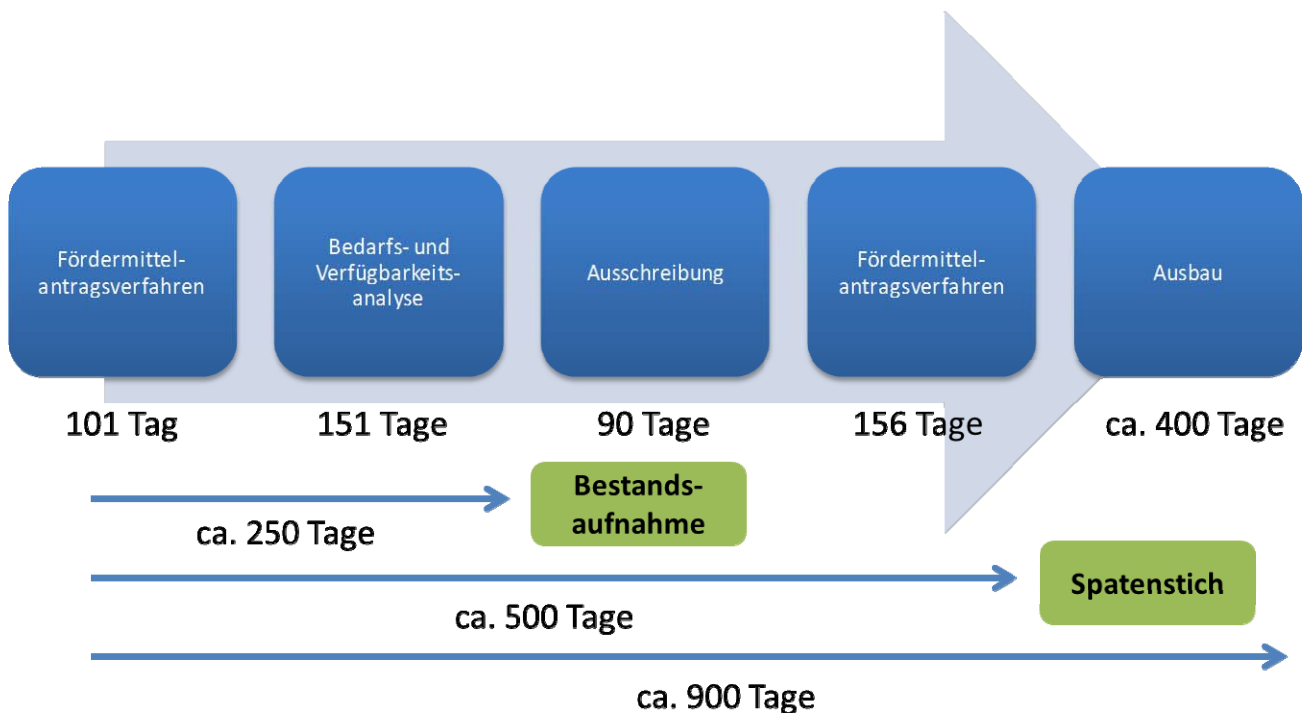 Fördermittel-
antragsverfahren
Bedarfs- und
Verfügbarkeits-
analyse
Ausschreibung
Fördermittel-
antragsverfahren
Ausbau
101 Tag
151 Tage
90 Tage
156 Tage
ca. 400 Tage
Bestands-
aufnahme
ca. 250 Tage
Spatenstich
ca. 500 Tage
ca. 900 Tage